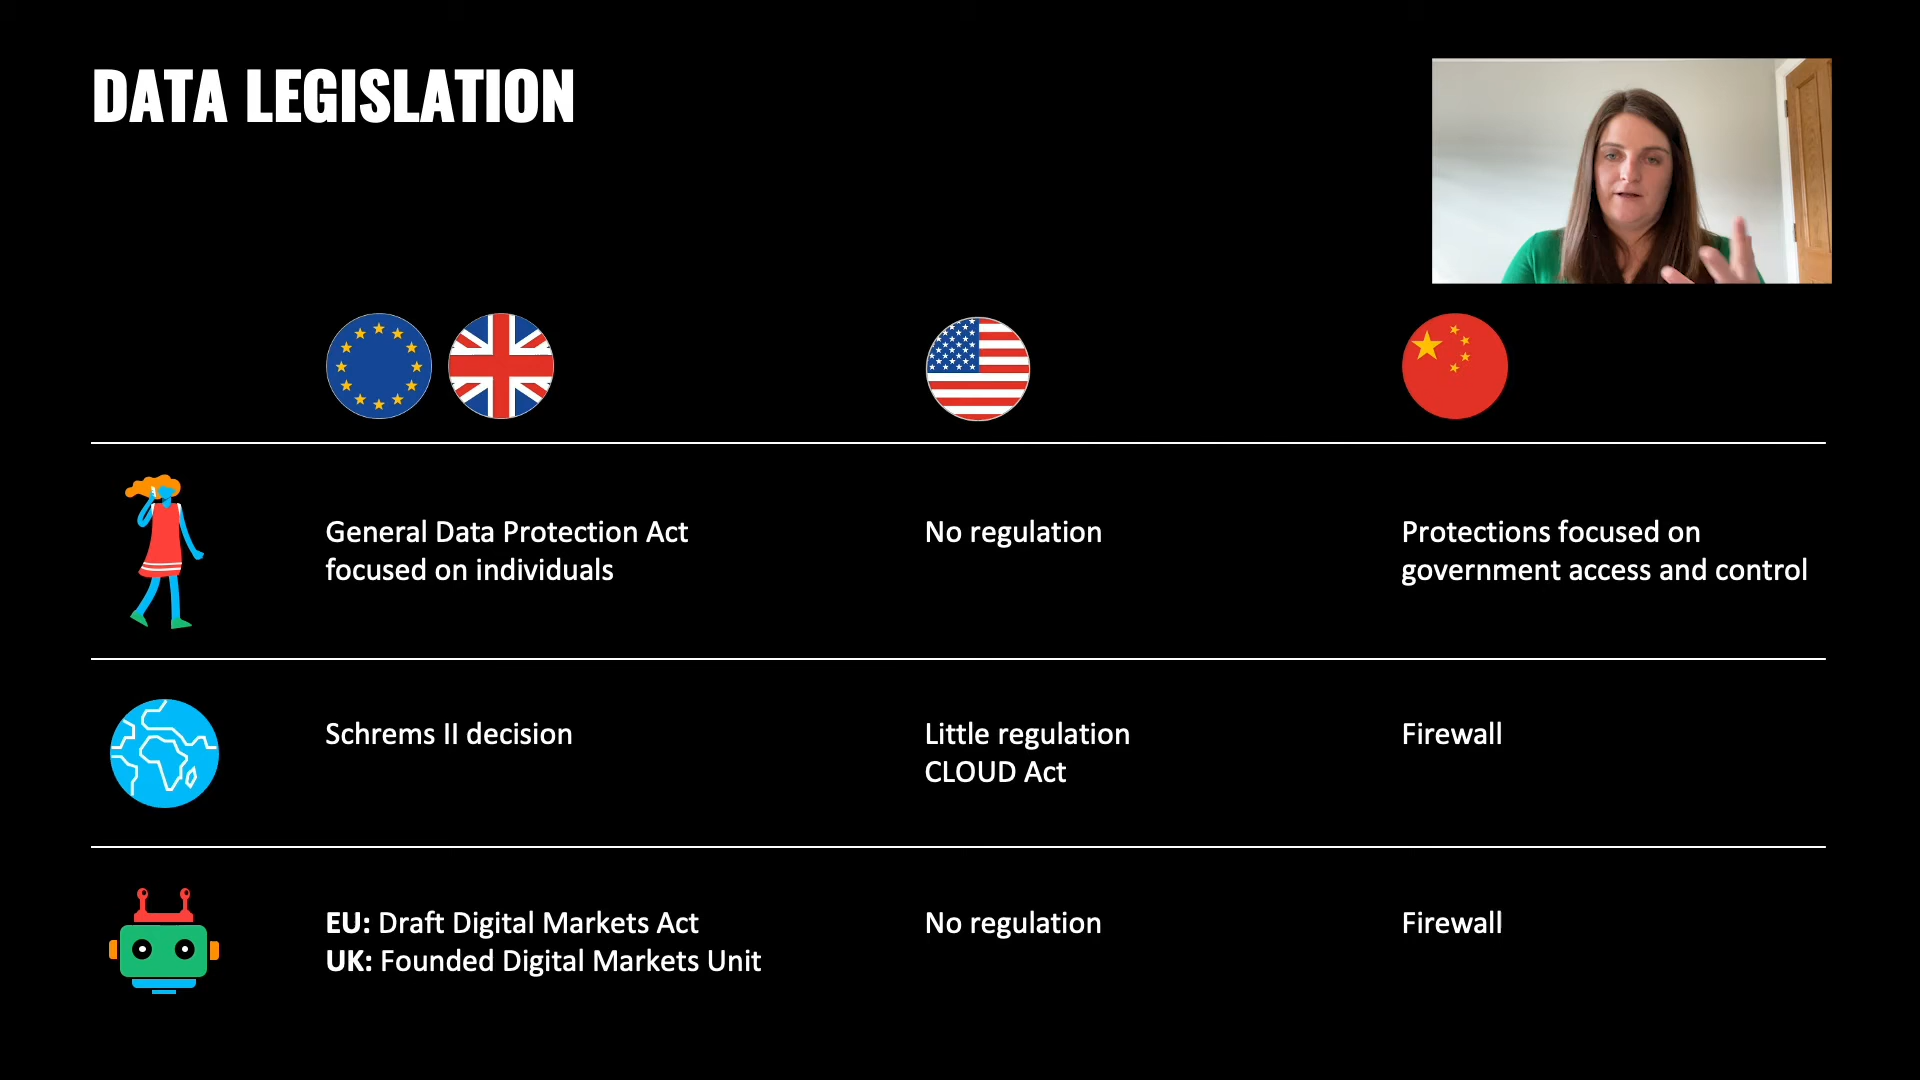 DATA LEGISLATION
General Data Protection Act
focused on individuals
No regulation
Protections focused on
government access and control
Schrems II decision
Little regulation
CLOUD Act
Firewall
EU: Draft Digital Markets Act
UK: Founded Digital Markets Unit
No regulation
Firewall